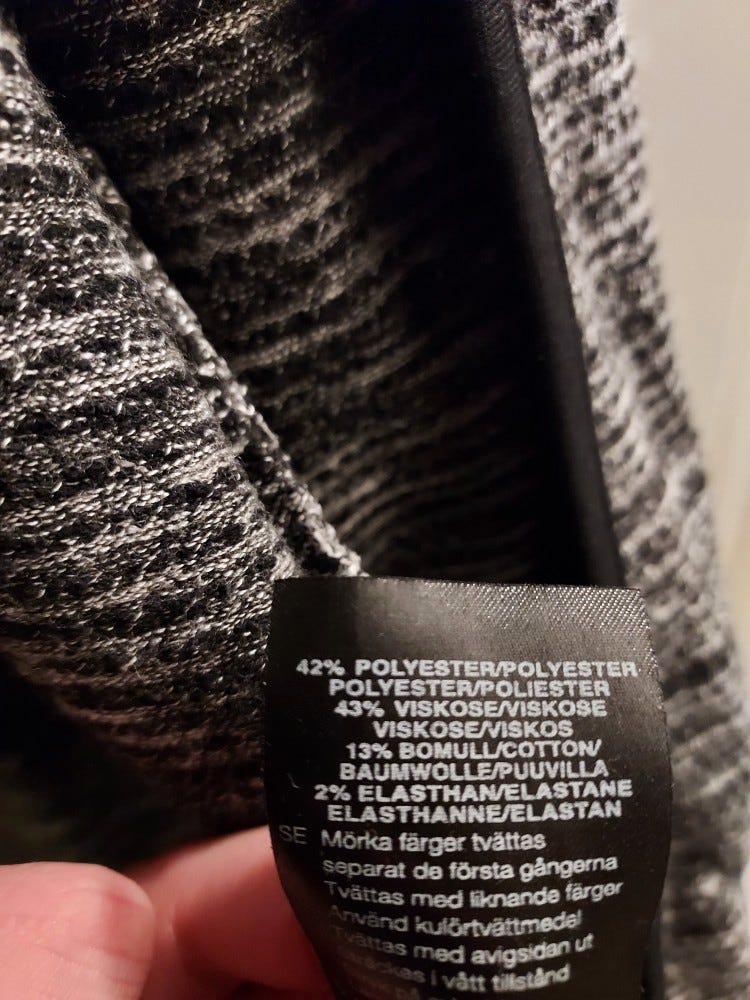 42% POLYESTER/POLYESTER
POLYESTER/POLIESTER
43% VISKOSE/VISKOSE
VISKOSE/VISKOS
13% BOMULL/COTTON/
BAUMWOLLE/PUUVILLA
2% ELASTHAN/ELASTANE
ELASTHANNE/ELASTAN
SE Mörka färger tvättas
separat de första gångerna
Tvättas med liknande färger
Använd kulörtvättmedel
Tvättas med avigsidan ut
i vått tillstånd